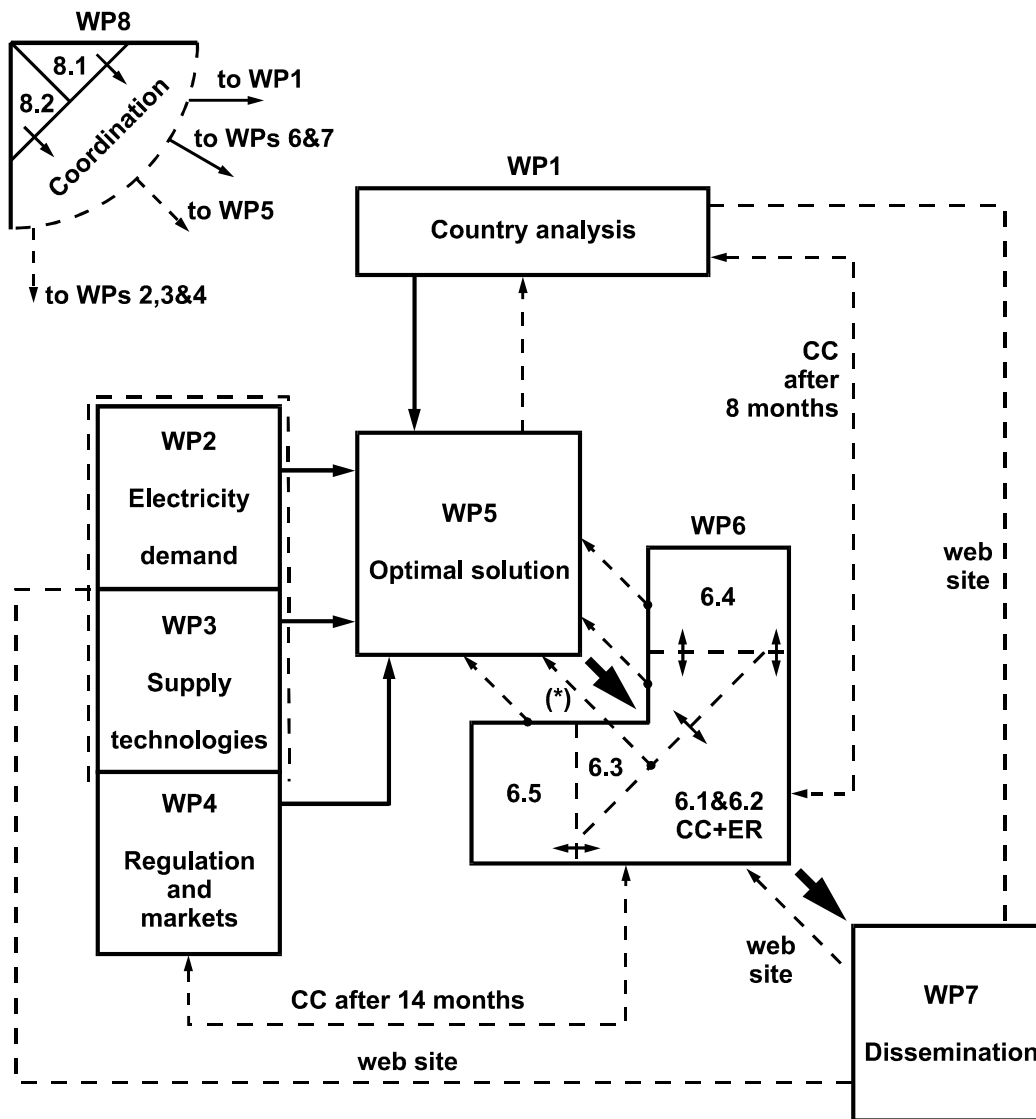 WP8
8.1
8.2
Coordination
to WP1
to WPs 6&7
to WP5
to WPs 2,3&4
WP1
Country analysis
CC
after
8 months
WP2
Electricity
demand
WP3
Supply
technologies
WP4
Regulation
and
markets
WP5
Optimal solution
WP6
6.4
(*)
6.3
6.5
6.1&6.2
CC+ER
web
site
web
site
CC after 14 months
web site
WP7
Dissemination